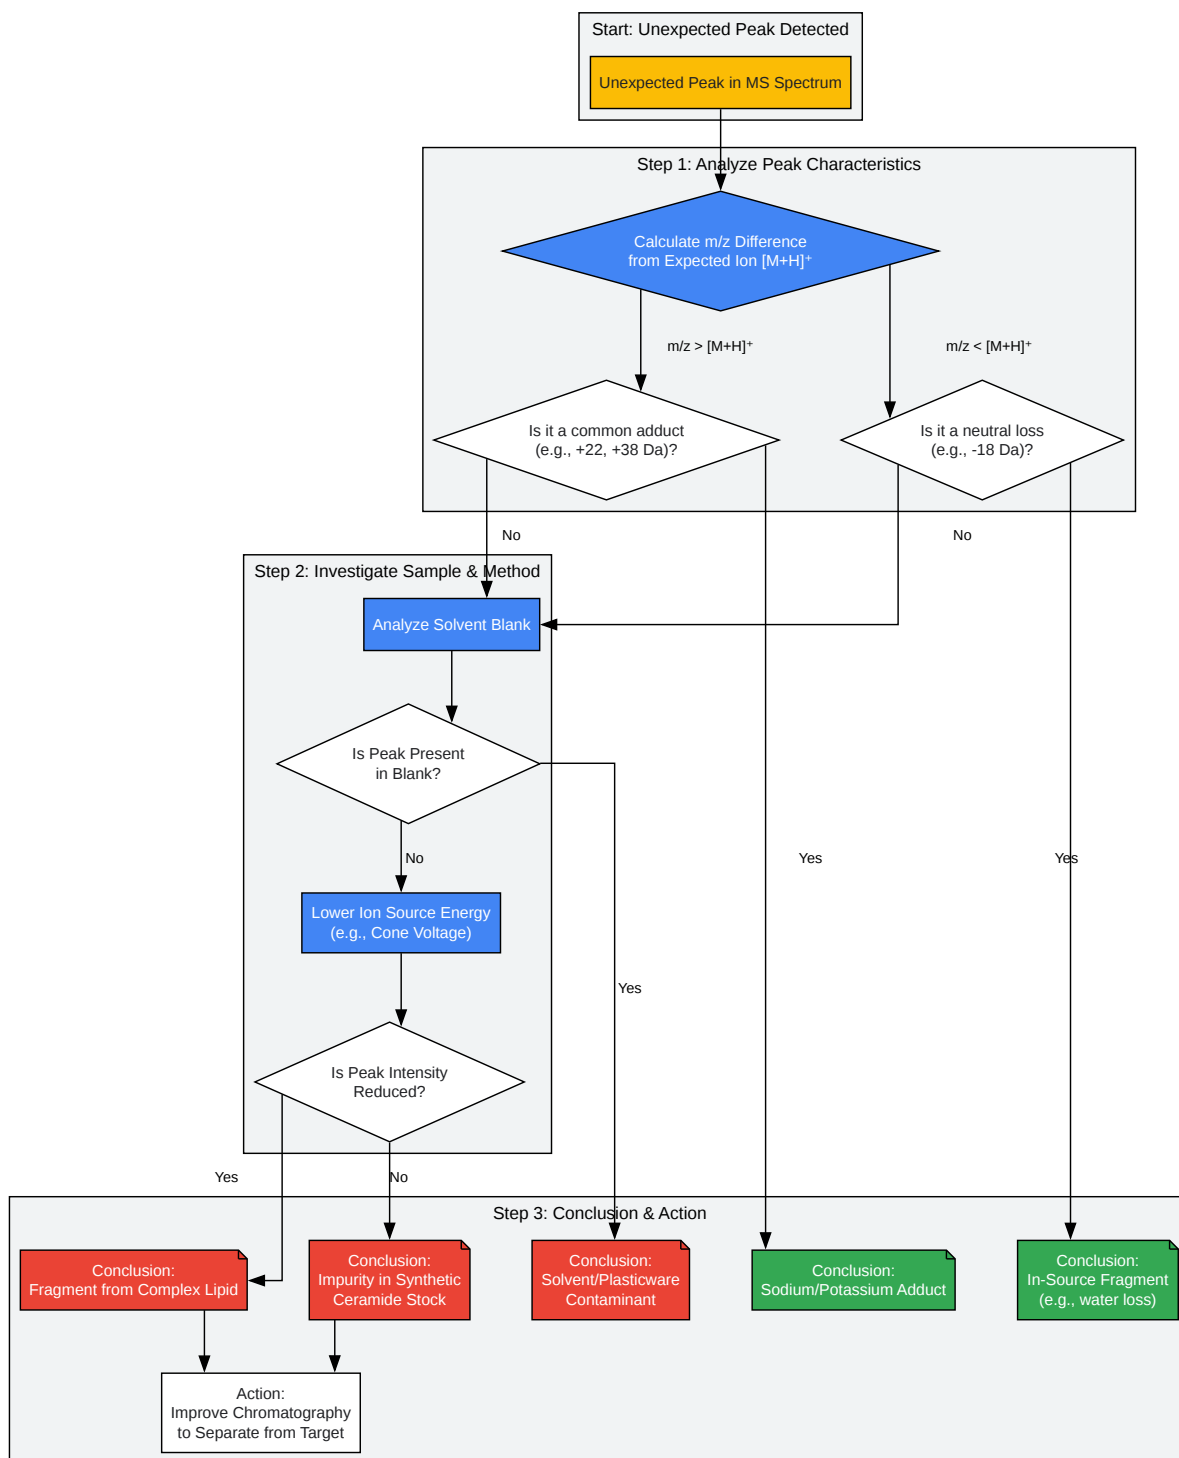 Start: Unexpected Peak Detected
Unexpected Peak in MS Spectrum
Step 1: Analyze Peak Characteristics
Calculate m/z Difference
from Expected Ion [M+H]⁺
m/z > [M+H]⁺
m/z < [M+H]⁺
Is it a common adduct
(e.g., +22, +38 Da)?
Is it a neutral loss
(e.g., -18 Da)?
No
No
Step 2: Investigate Sample & Method
Analyze Solvent Blank
Is Peak Present
in Blank?
No
Yes
Yes
Lower Ion Source Energy
(e.g., Cone Voltage)
Yes
Is Peak Intensity
Reduced?
Yes
No
Step 3: Conclusion & Action
Conclusion:
Fragment from Complex Lipid
Conclusion:
Impurity in Synthetic
Ceramide Stock
Conclusion:
Solvent/Plasticware
Contaminant
Conclusion:
Sodium/Potassium Adduct
Conclusion:
In-Source Fragment
(e.g., water loss)
Action:
Improve Chromatography
to Separate from Target